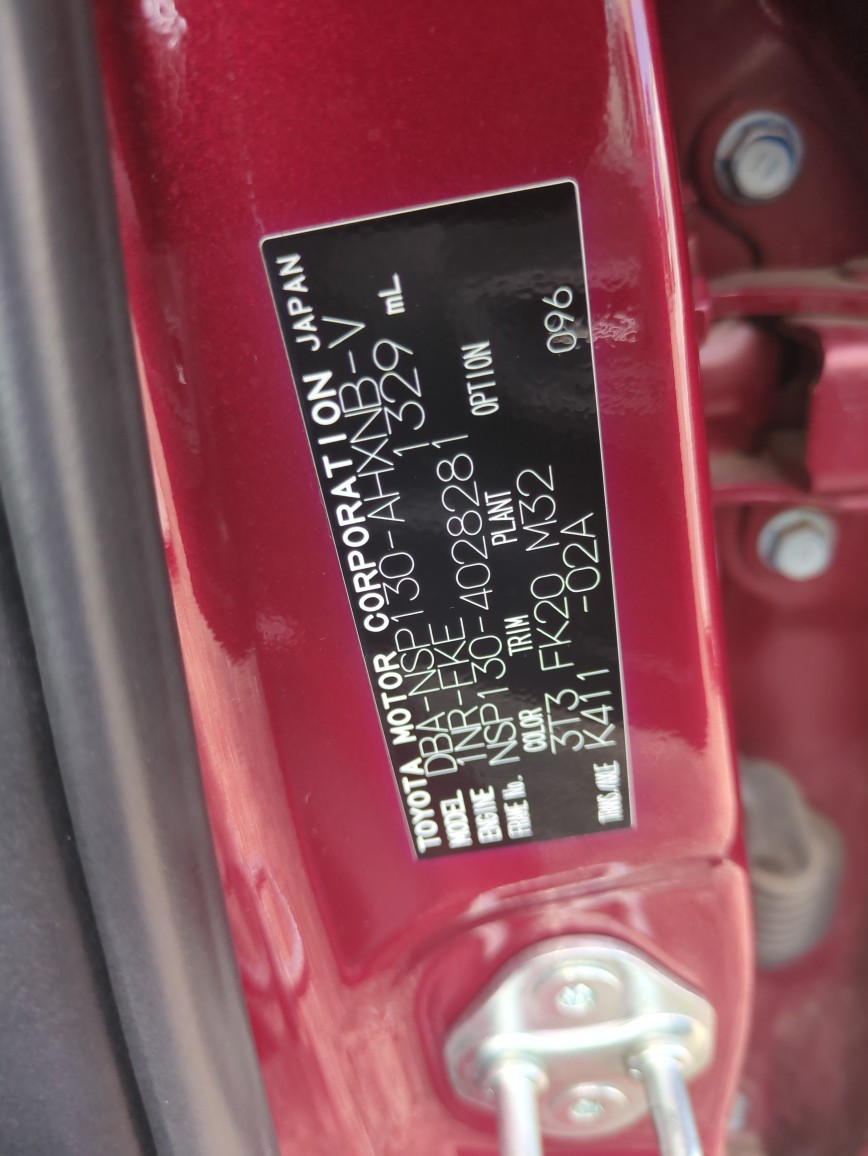 TOYOTA MOTOR CORPORATION JAPAN
MODEL DBA-NSP130-AHXNB-V
ENGINE 1NR-FKE 1329 mL
FRAME No. NSP130-4028281
COLOR TRIM PLANT OPTION
3T3 FK20 M32
TRANS/AXLE K411 -02A 096